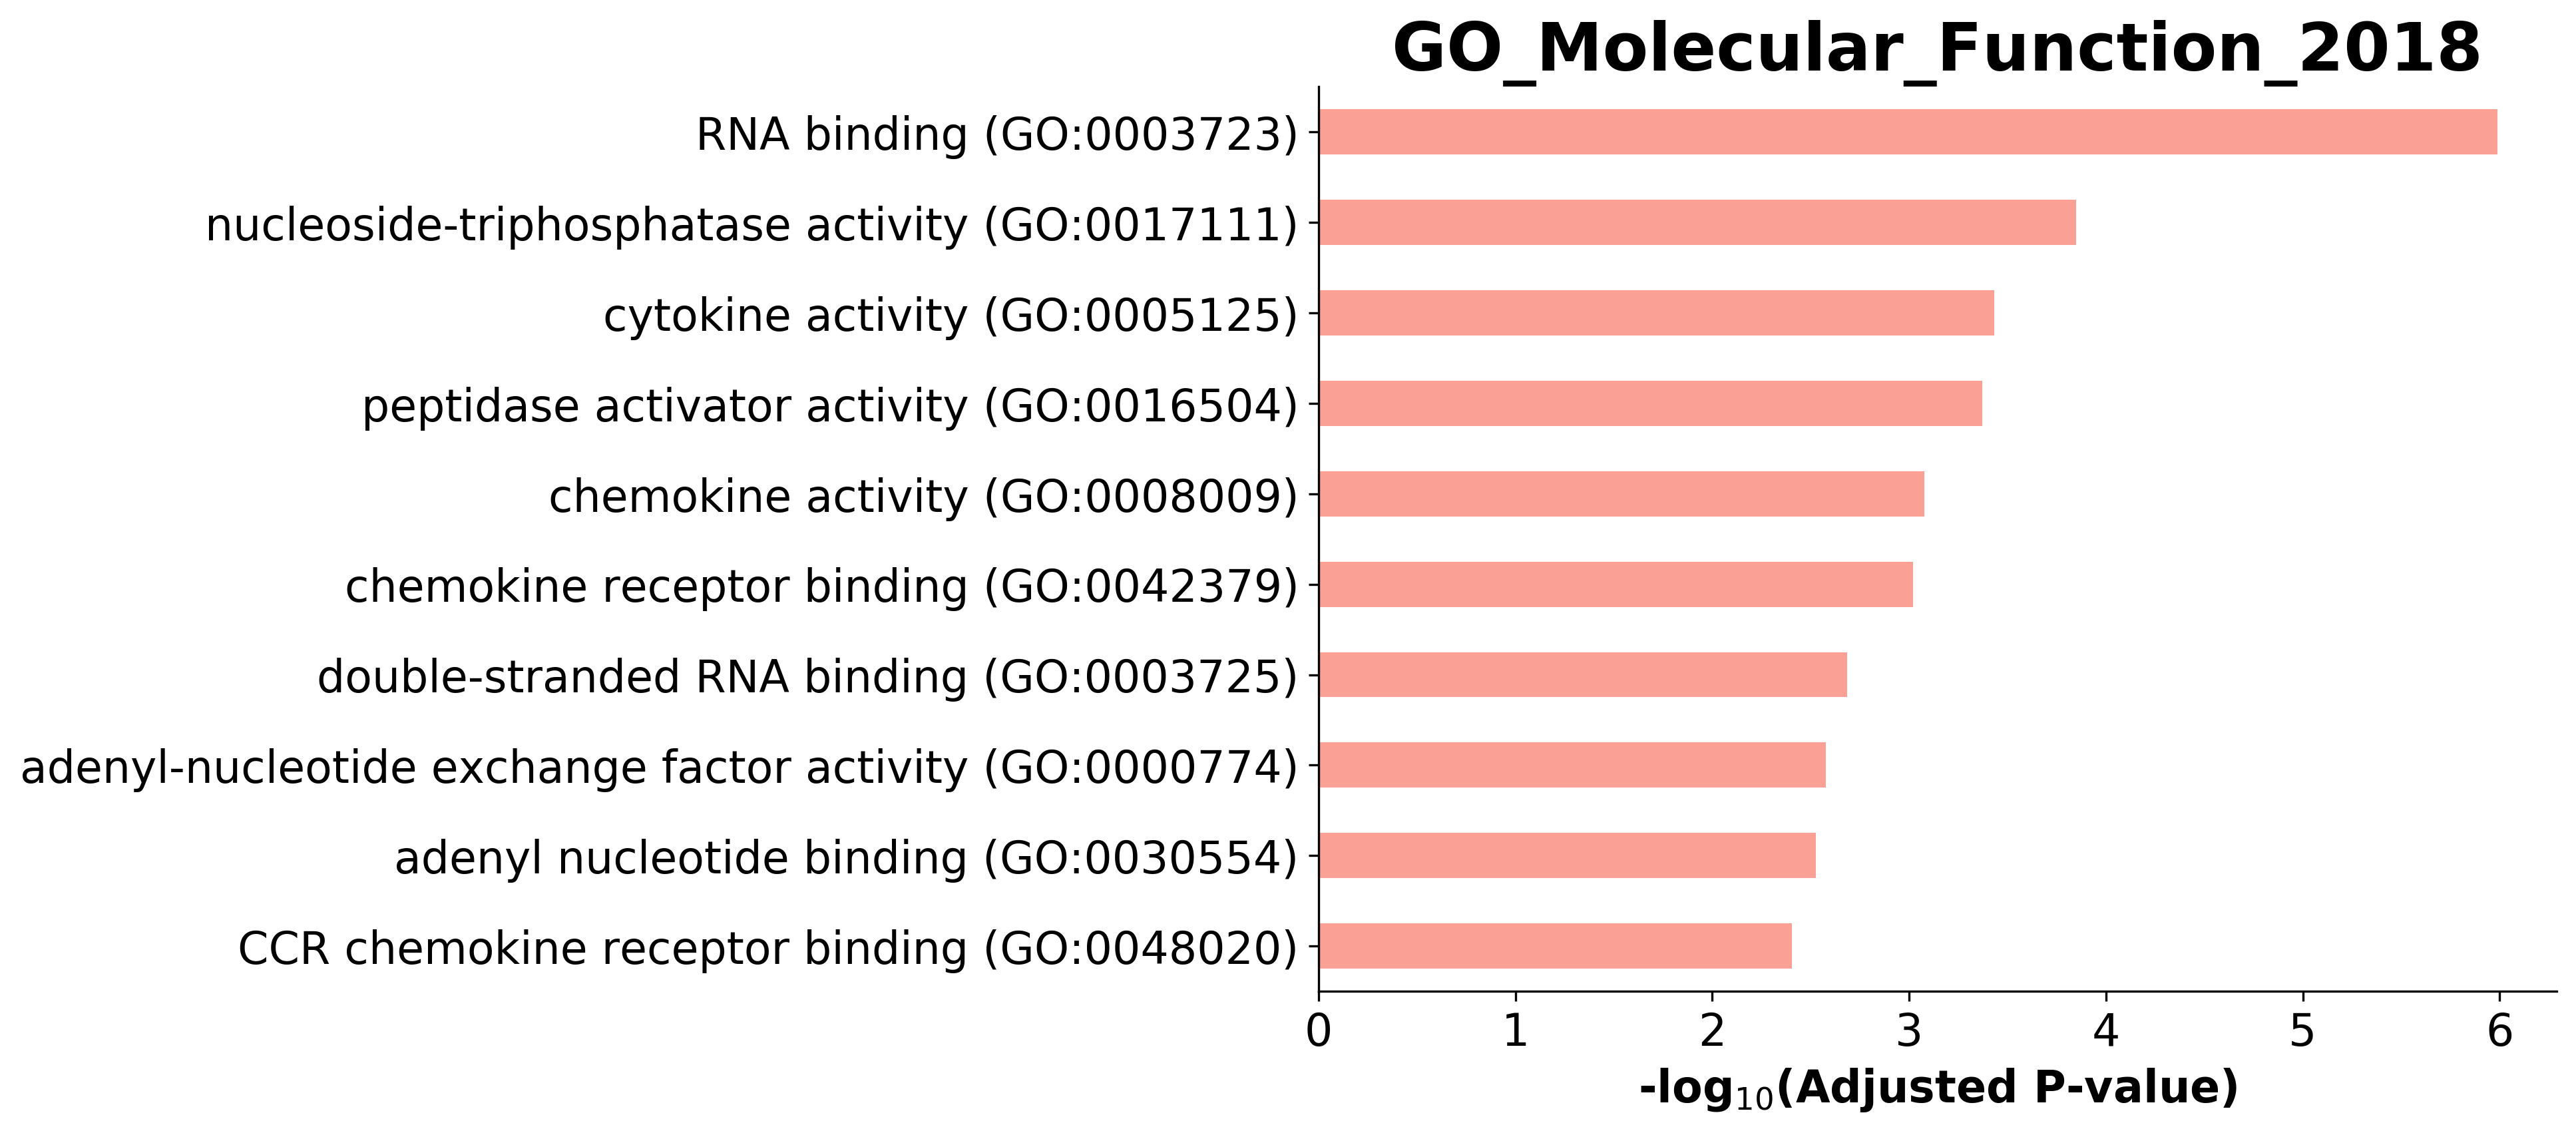 GO_Molecular_Function_2018
RNA binding (GO:0003723)
nucleoside-triphosphatase activity (GO:0017111)
cytokine activity (GO:0005125)
peptidase activator activity (GO:0016504)
chemokine activity (GO:0008009)
chemokine receptor binding (GO:0042379)
double-stranded RNA binding (GO:0003725)
adenyl-nucleotide exchange factor activity (GO:0000774)
adenyl nucleotide binding (GO:0030554)
CCR chemokine receptor binding (GO:0048020)
0 1 2 3 4 5 6
-log₁₀(Adjusted P-value)